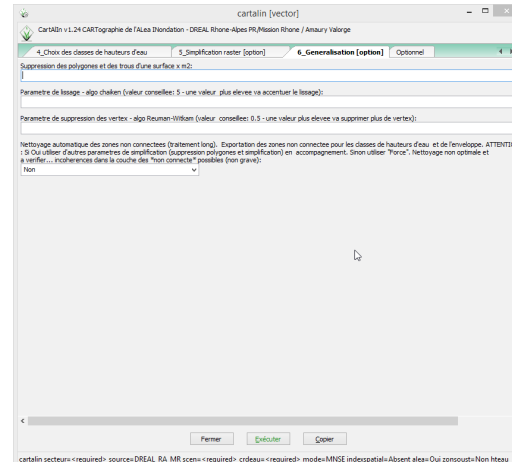 cartalin [vector]
CartAlIn v1.24 CARTographie de l'ALea INondation - DREAL Rhone-Alpes PR/Mission Rhone / Amaury Valorge
4_Choix des classes de hauteurs d'eau 5_Simplification raster [option] 6_Generalisation [option] Optionnel
Suppression des polygones et des trous d'une surface x m2:
Parametre de lissage - algo chaiken (valeur conseillee: 5 - une valeur plus elevee va accentuer le lissage):
Parametre de suppression des vertex - algo Reuman-Witkam (valeur conseillee: 0.5 - une valeur plus elevee va supprimer plus de vertex):
Nettoyage automatique des zones non connectees (traitement long). Exportation des zones non connectee pour les classes de hauteurs d'eau et de l'enveloppe. ATTENTI
: Si Oui utiliser d'autres parametres de simplification (suppression polygones et simplification) en accompagnement. Sinon utiliser "Force". Nettoyage non optimale et
a verifier... incoherences dans la couche des "non connecte" possibles (non grave):
Non
Fermer Exécuter Copier
cartalin secteur=<required> source=DREAL_RA_MR scen=<required> crdeau=<required> mode=MNSE indexspatial=Absent alea=Oui zonsoust=Non hteau